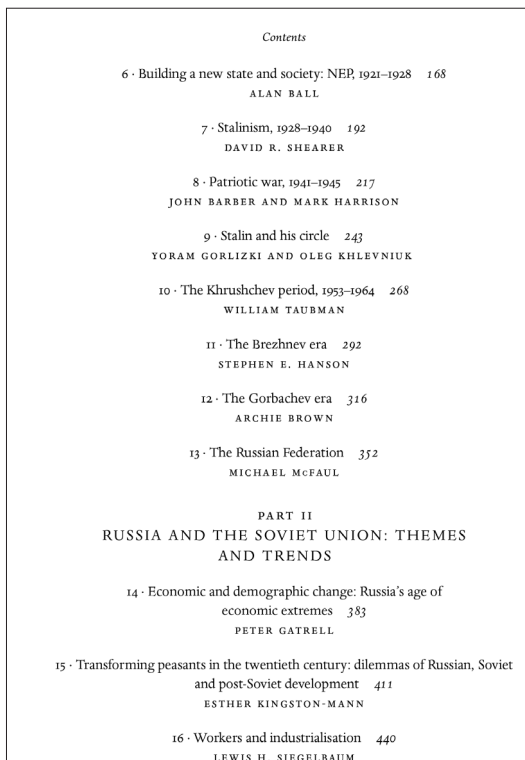 Contents
6 · Building a new state and society: NEP, 1921–1928 168
ALAN BALL
7 · Stalinism, 1928–1940 192
DAVID R. SHEARER
8 · Patriotic war, 1941–1945 217
JOHN BARBER AND MARK HARRISON
9 · Stalin and his circle 243
YORAM GORLIZKI AND OLEG KHLEVNIUK
10 · The Khrushchev period, 1953–1964 268
WILLIAM TAUBMAN
11 · The Brezhnev era 292
STEPHEN E. HANSON
12 · The Gorbachev era 316
ARCHIE BROWN
13 · The Russian Federation 352
MICHAEL McFAUL
PART II
RUSSIA AND THE SOVIET UNION: THEMES
AND TRENDS
14 · Economic and demographic change: Russia’s age of
economic extremes 383
PETER GATRELL
15 · Transforming peasants in the twentieth century: dilemmas of Russian, Soviet
and post-Soviet development 411
ESTHER KINGSTON-MANN
16 · Workers and industrialisation 440
LEWIS H. SIEGELBAUM